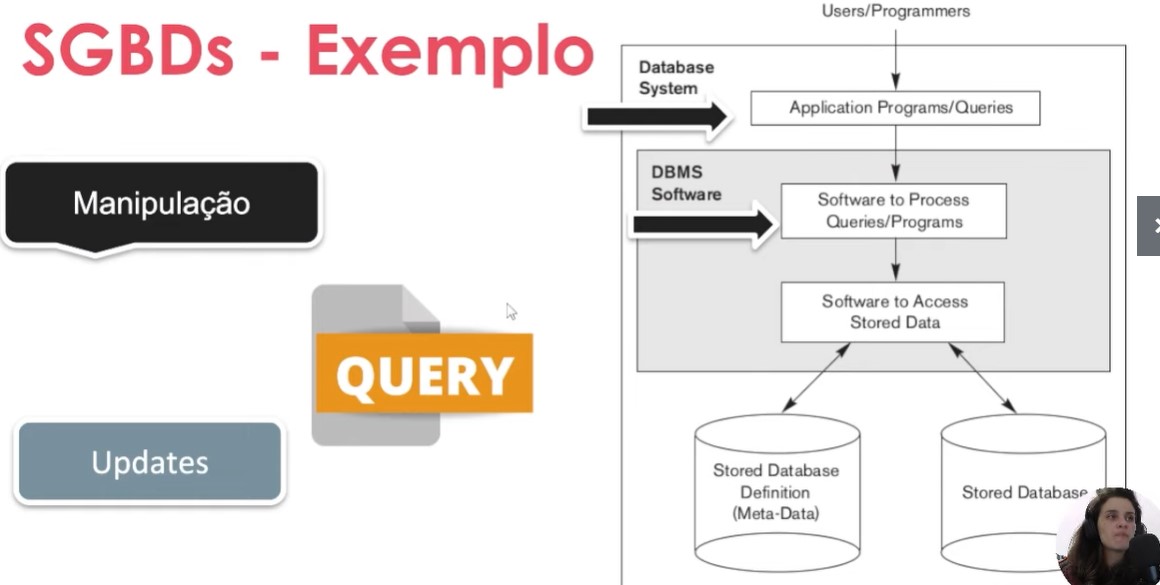 SGBDs - Exemplo
Manipulação
QUERY
Updates
Users/Programmers
Database
System
Application Programs/Queries
DBMS
Software
Software to Process
Queries/Programs
Software to Access
Stored Data
Stored Database
Definition
(Meta-Data)
Stored Database